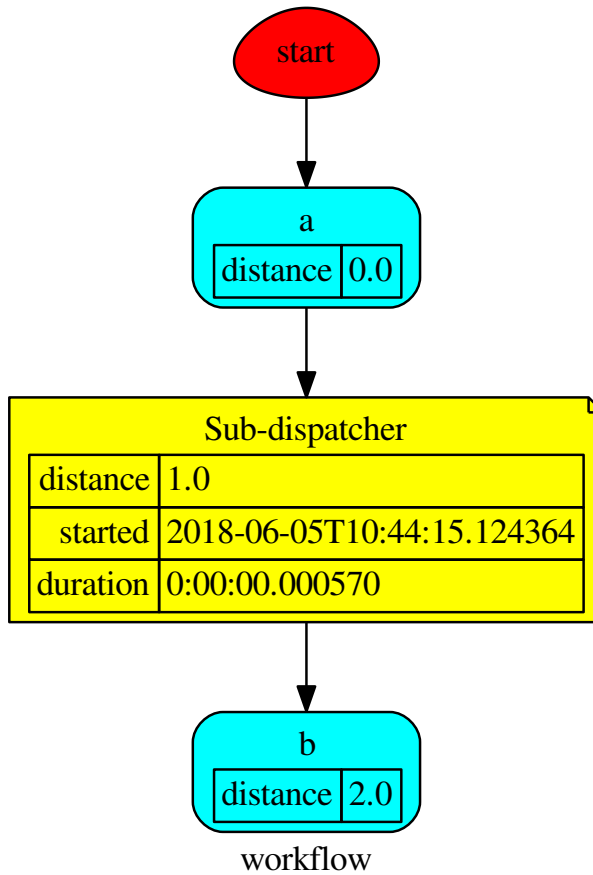 start
a
distance 0.0
Sub-dispatcher
distance 1.0
started 2018-06-05T10:44:15.124364
duration 0:00:00.000570
b
distance 2.0
workflow